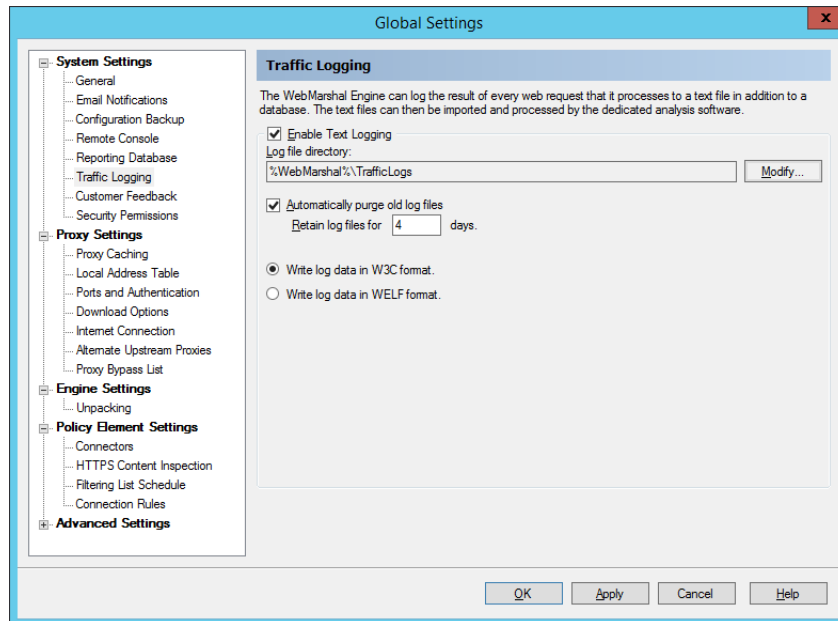 Global Settings
x
System Settings
General
Email Notifications
Configuration Backup
Remote Console
Reporting Database
Traffic Logging
Customer Feedback
Security Permissions
Proxy Settings
Proxy Caching
Local Address Table
Ports and Authentication
Download Options
Internet Connection
Alternate Upstream Proxies
Proxy Bypass List
Engine Settings
Unpacking
Policy Element Settings
Connectors
HTTPS Content Inspection
Filtering List Schedule
Connection Rules
Advanced Settings
Traffic Logging
The WebMarshal Engine can log the result of every web request that it processes to a text file in addition to a
database. The text files can then be imported and processed by the dedicated analysis software.
Enable Text Logging
Log file directory:
%WebMarshal%\TrafficLogs
Modify...
Automatically purge old log files
Retain log files for 4 days.
Write log data in W3C format.
Write log data in WELF format.
OK Apply Cancel Help